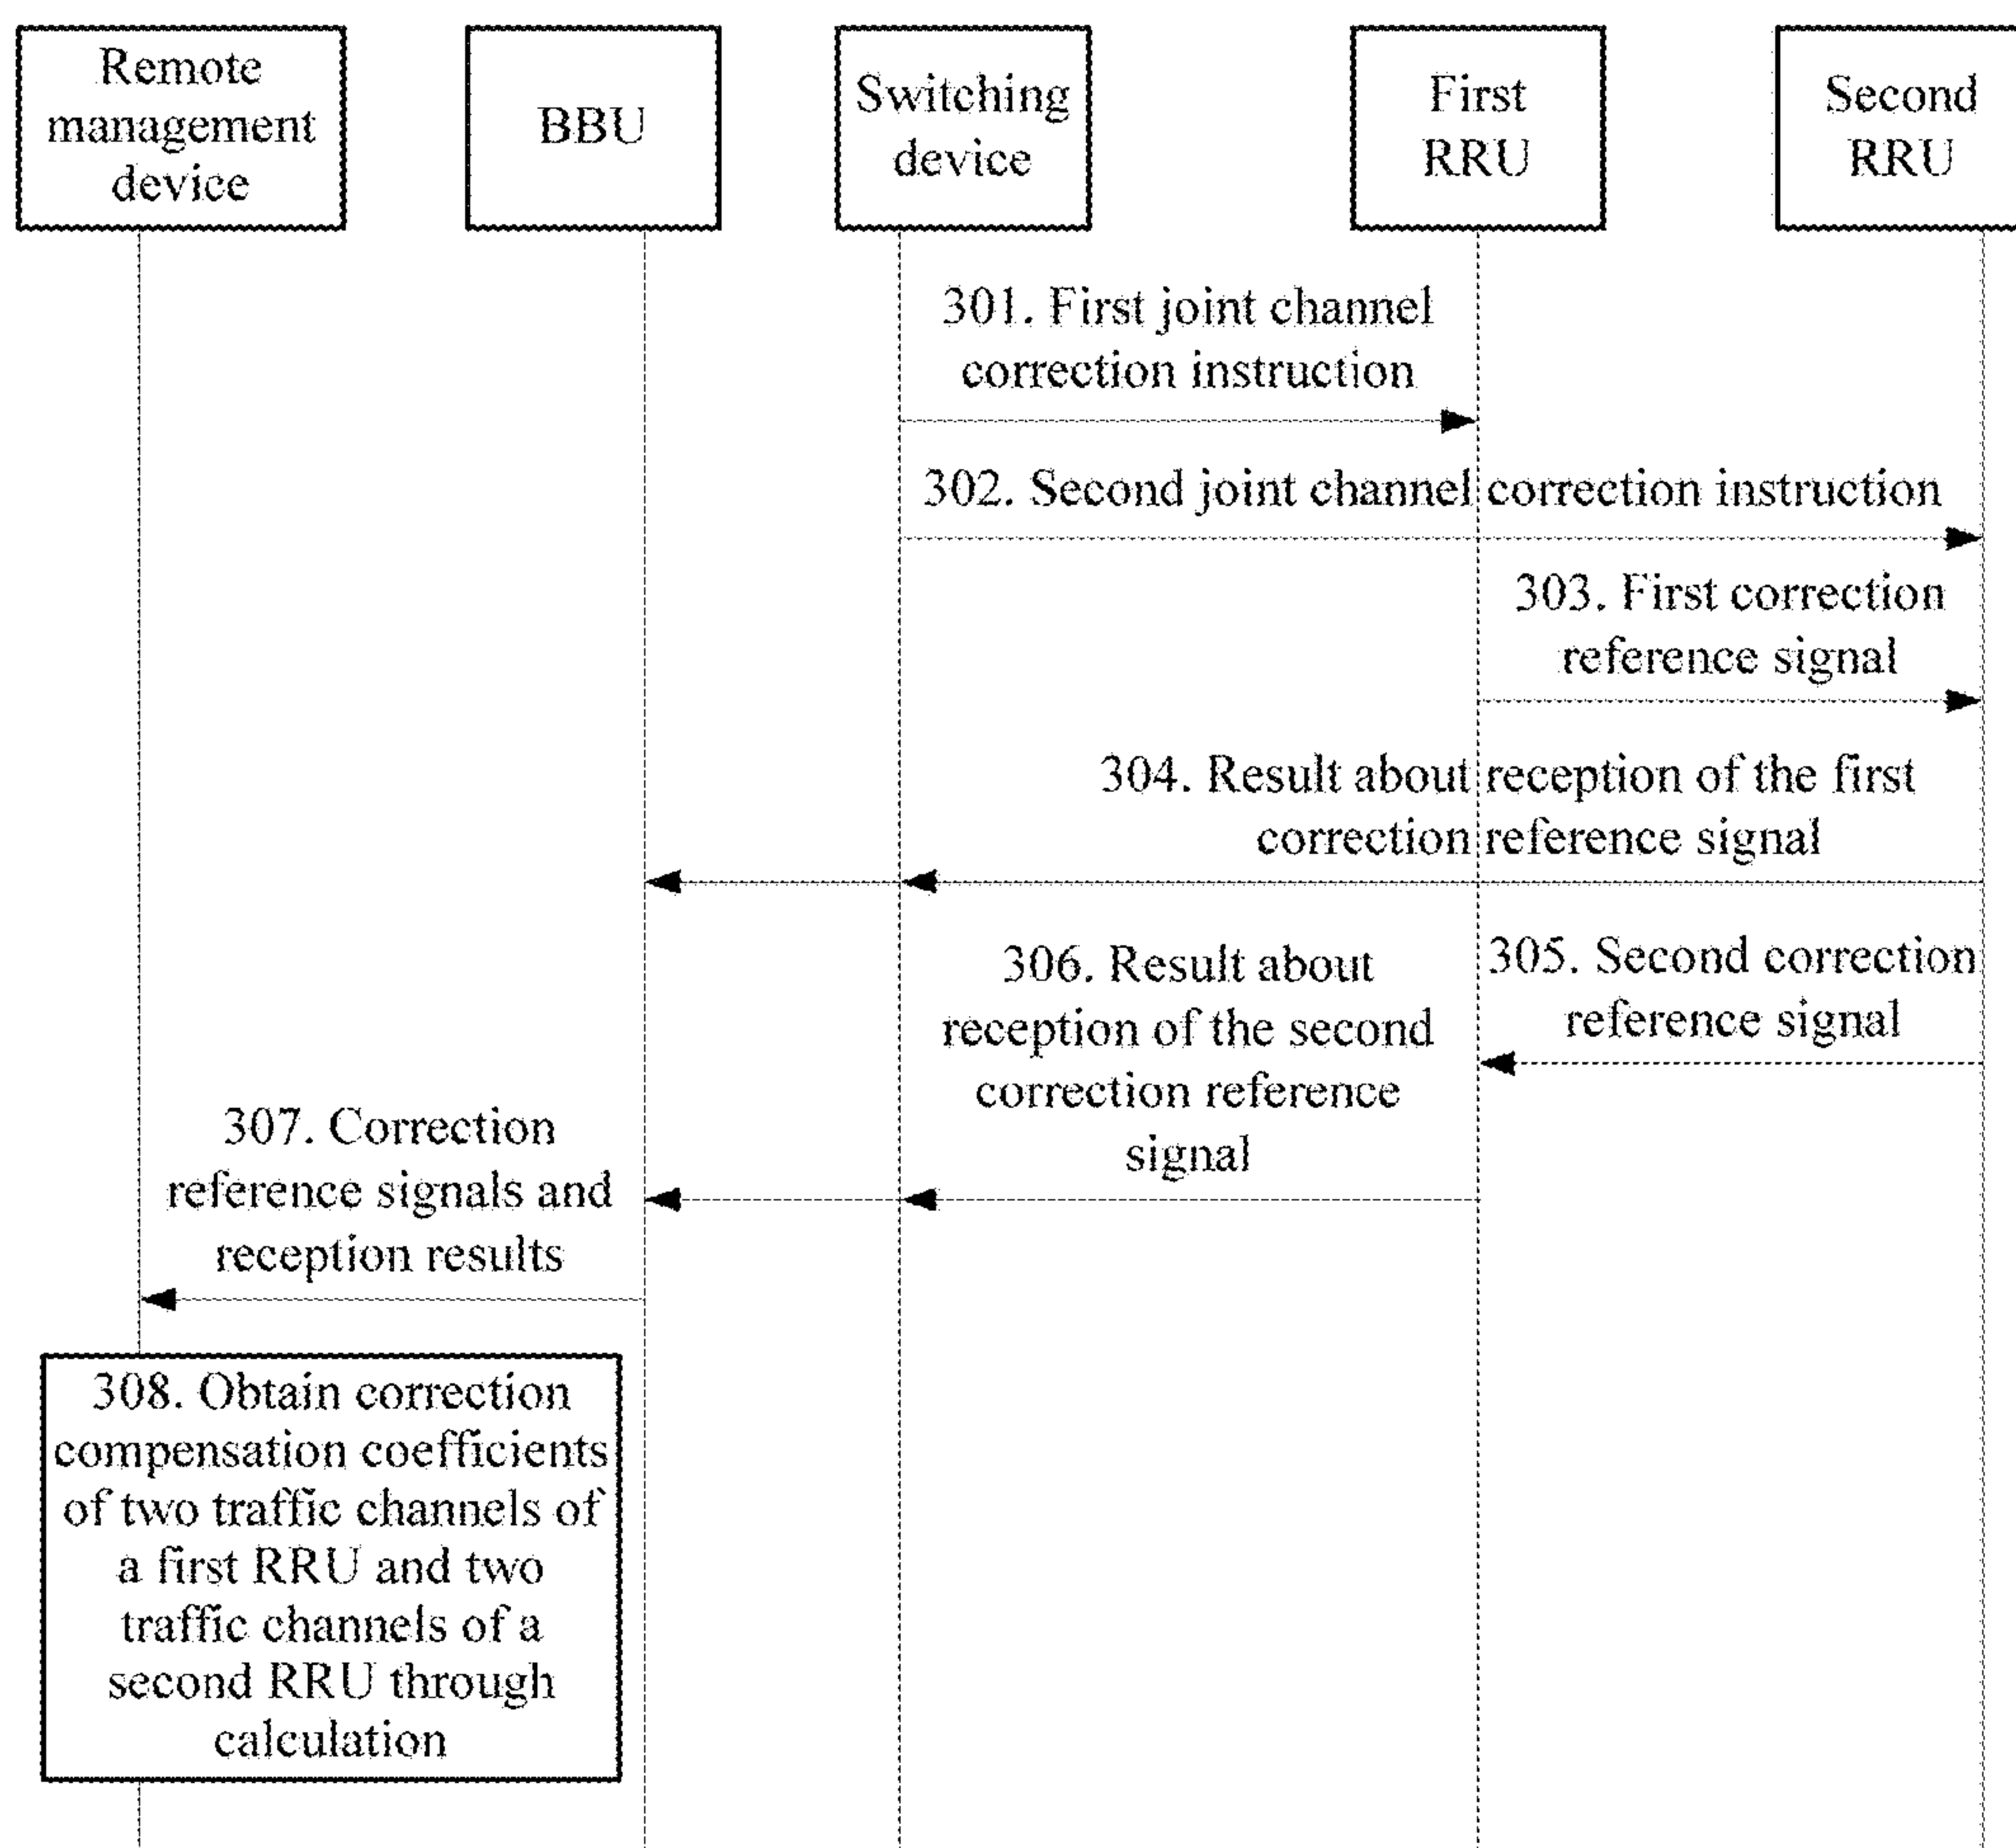 Remote
management
device
BBU
Switching
device
First
RRU
Second
RRU
301. First joint channel
correction instruction
302. Second joint channel correction instruction
303. First correction
reference signal
304. Result about reception of the first
correction reference signal
305. Second correction
reference signal
306. Result about
reception of the second
correction reference
signal
307. Correction
reference signals and
reception results
308. Obtain correction
compensation coefficients
of two traffic channels of
a first RRU and two
traffic channels of a
second RRU through
calculation